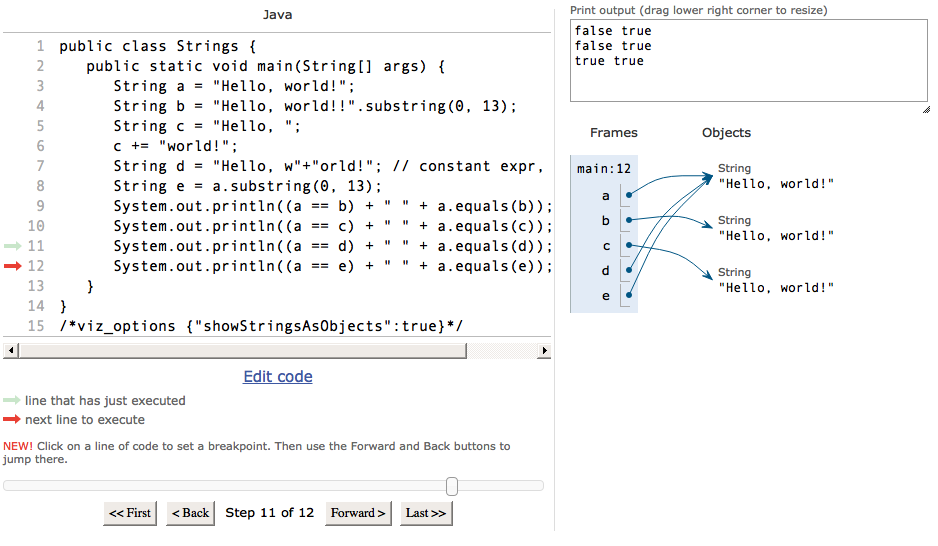 Java
1 public class Strings {
2 public static void main(String[] args) {
3 String a = "Hello, world!";
4 String b = "Hello, world!!".substring(0, 13);
5 String c = "Hello, ";
6 c += "world!";
7 String d = "Hello, w"+"orld!"; // constant expr,
8 String e = a.substring(0, 13);
9 System.out.println((a == b) + " " + a.equals(b));
10 System.out.println((a == c) + " " + a.equals(c));
11 System.out.println((a == d) + " " + a.equals(d));
12 System.out.println((a == e) + " " + a.equals(e));
13 }
14 }
15 /*viz_options {"showStringsAsObjects":true}*/
Edit code
line that has just executed
next line to execute
NEW! Click on a line of code to set a breakpoint. Then use the Forward and Back buttons to
jump there.
<< First < Back Step 11 of 12 Forward > Last >>
Print output (drag lower right corner to resize)
false true
false true
true true
Frames Objects
main:12
a
b
c
d
e
String
"Hello, world!"
String
"Hello, world!"
String
"Hello, world!"